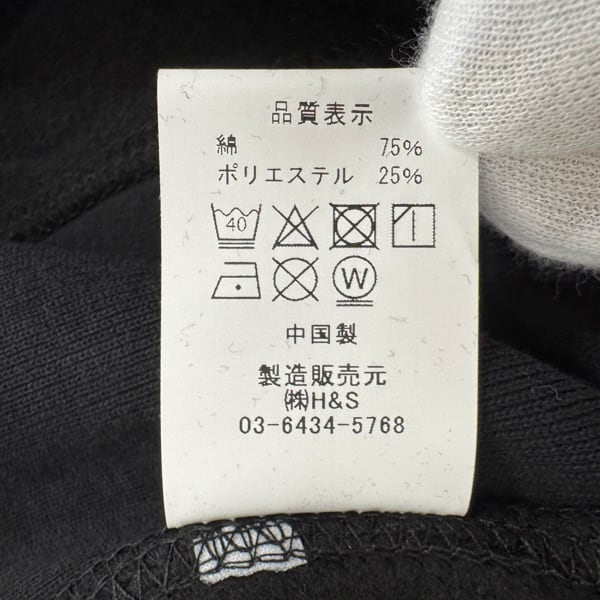 品質表示
綿 75%
ポリエステル 25%
40
W
中国製
製造販売元
㈱H&S
03-6434-5768